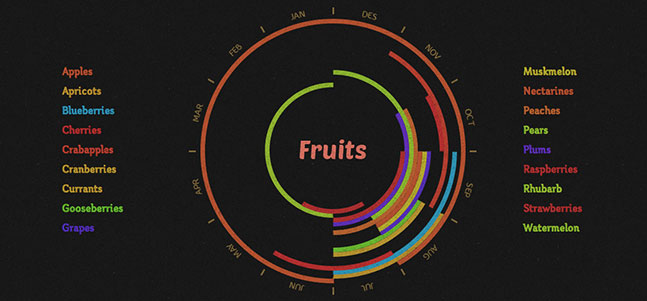 Apples
Apricots
Blueberries
Cherries
Crabapples
Cranberries
Currants
Gooseberries
Grapes
Fruits
JAN
DES
NOV
OCT
SEP
AUG
JUL
JUN
MAY
APR
MAR
FEB
Muskmelon
Nectarines
Peaches
Pears
Plums
Raspberries
Rhubarb
Strawberries
Watermelon